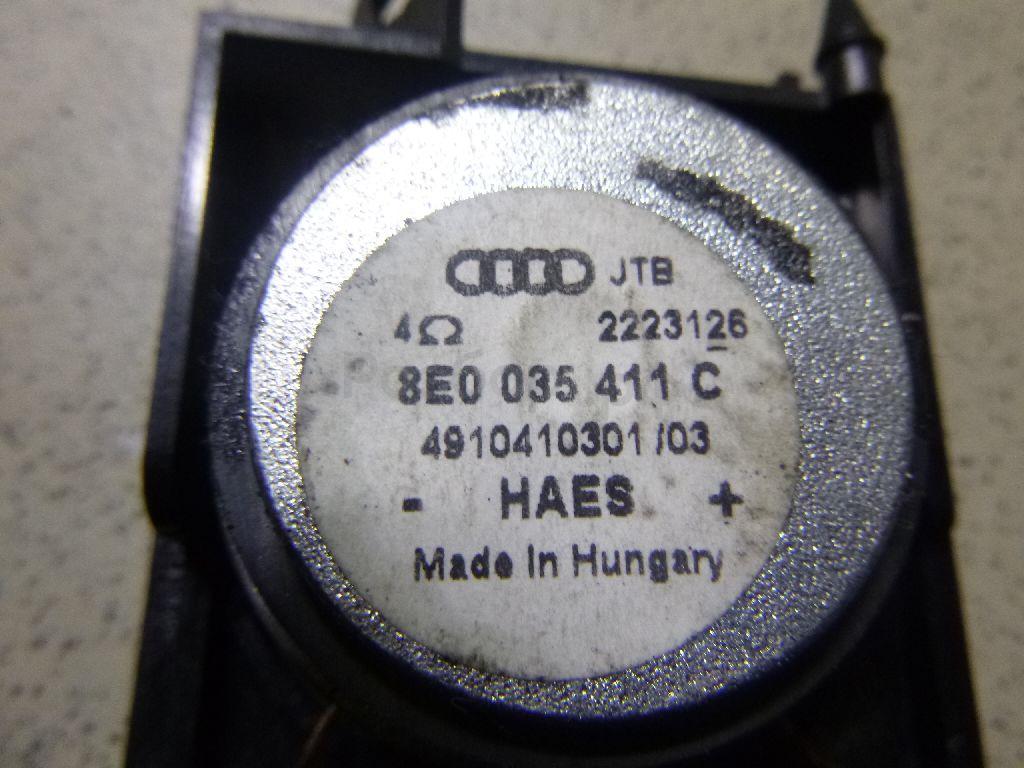 JTB
4Ω 2223126
8E0 035 411 C
4910410301/03
- HAES +
Made In Hungary